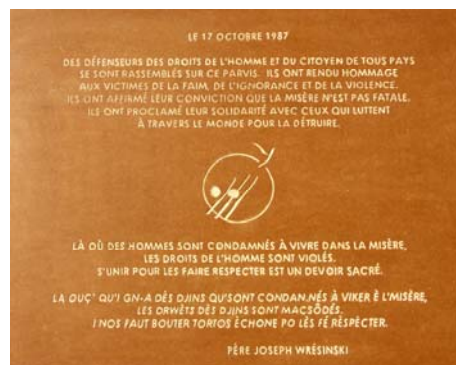 LE 17 OCTOBRE 1987
DES DÉFENSEURS DES DROITS DE L'HOMME ET DU CITOYEN DE TOUS PAYS
SE SONT RASSEMBLÉS SUR CE PARVIS. ILS ONT RENDU HOMMAGE
AUX VICTIMES DE LA FAIM, DE L'IGNORANCE ET DE LA VIOLENCE.
ILS ONT AFFIRMÉ LEUR CONVICTION QUE LA MISÈRE N'EST PAS FATALE.
ILS ONT PROCLAMÉ LEUR SOLIDARITÉ AVEC CEUX QUI LUTTENT
À TRAVERS LE MONDE POUR LA DÉTRUIRE.
LÀ OÙ DES HOMMES SONT CONDAMNÉS À VIVRE DANS LA MISÈRE,
LES DROITS DE L'HOMME SONT VIOLÉS.
S'UNIR POUR LES FAIRE RESPECTER EST UN DEVOIR SACRÉ.
LA OUÇ' QU'I GN-A DÈS DJINS QU'SONT CONDAN.NÉS À VIKER È L'MISÉRE,
LES ORWÈTS DÈS DJINS SONT MACSÔDÉS.
I NOS FAUT BOUTER TORTOS ÈCHONE PO LÈS FÉ RÈSPÈCTER.
PÈRE JOSEPH WRÉSINSKI